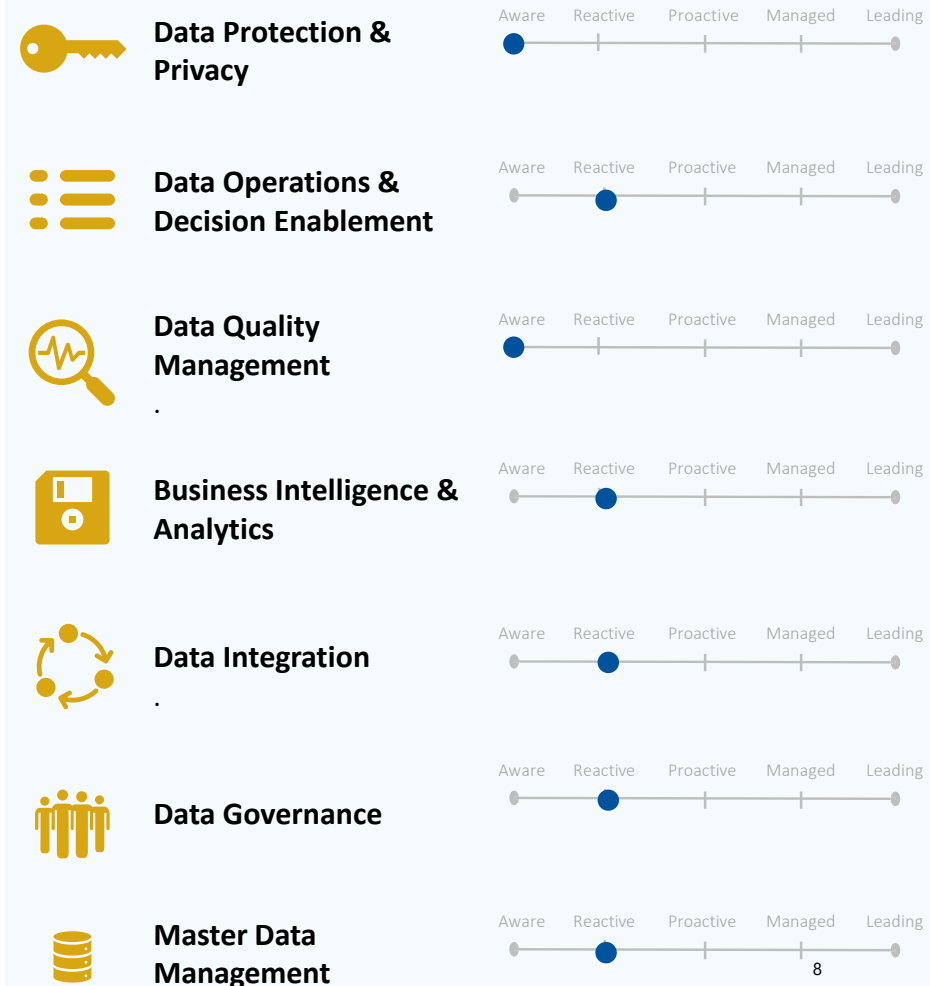 Data Protection &
Privacy
Aware Reactive Proactive Managed Leading
Data Operations &
Decision Enablement
Aware Reactive Proactive Managed Leading
Data Quality
Management
.
Aware Reactive Proactive Managed Leading
Business Intelligence &
Analytics
Aware Reactive Proactive Managed Leading
Data Integration
.
Aware Reactive Proactive Managed Leading
Data Governance
Aware Reactive Proactive Managed Leading
Master Data
Management
Aware Reactive Proactive Managed Leading
8